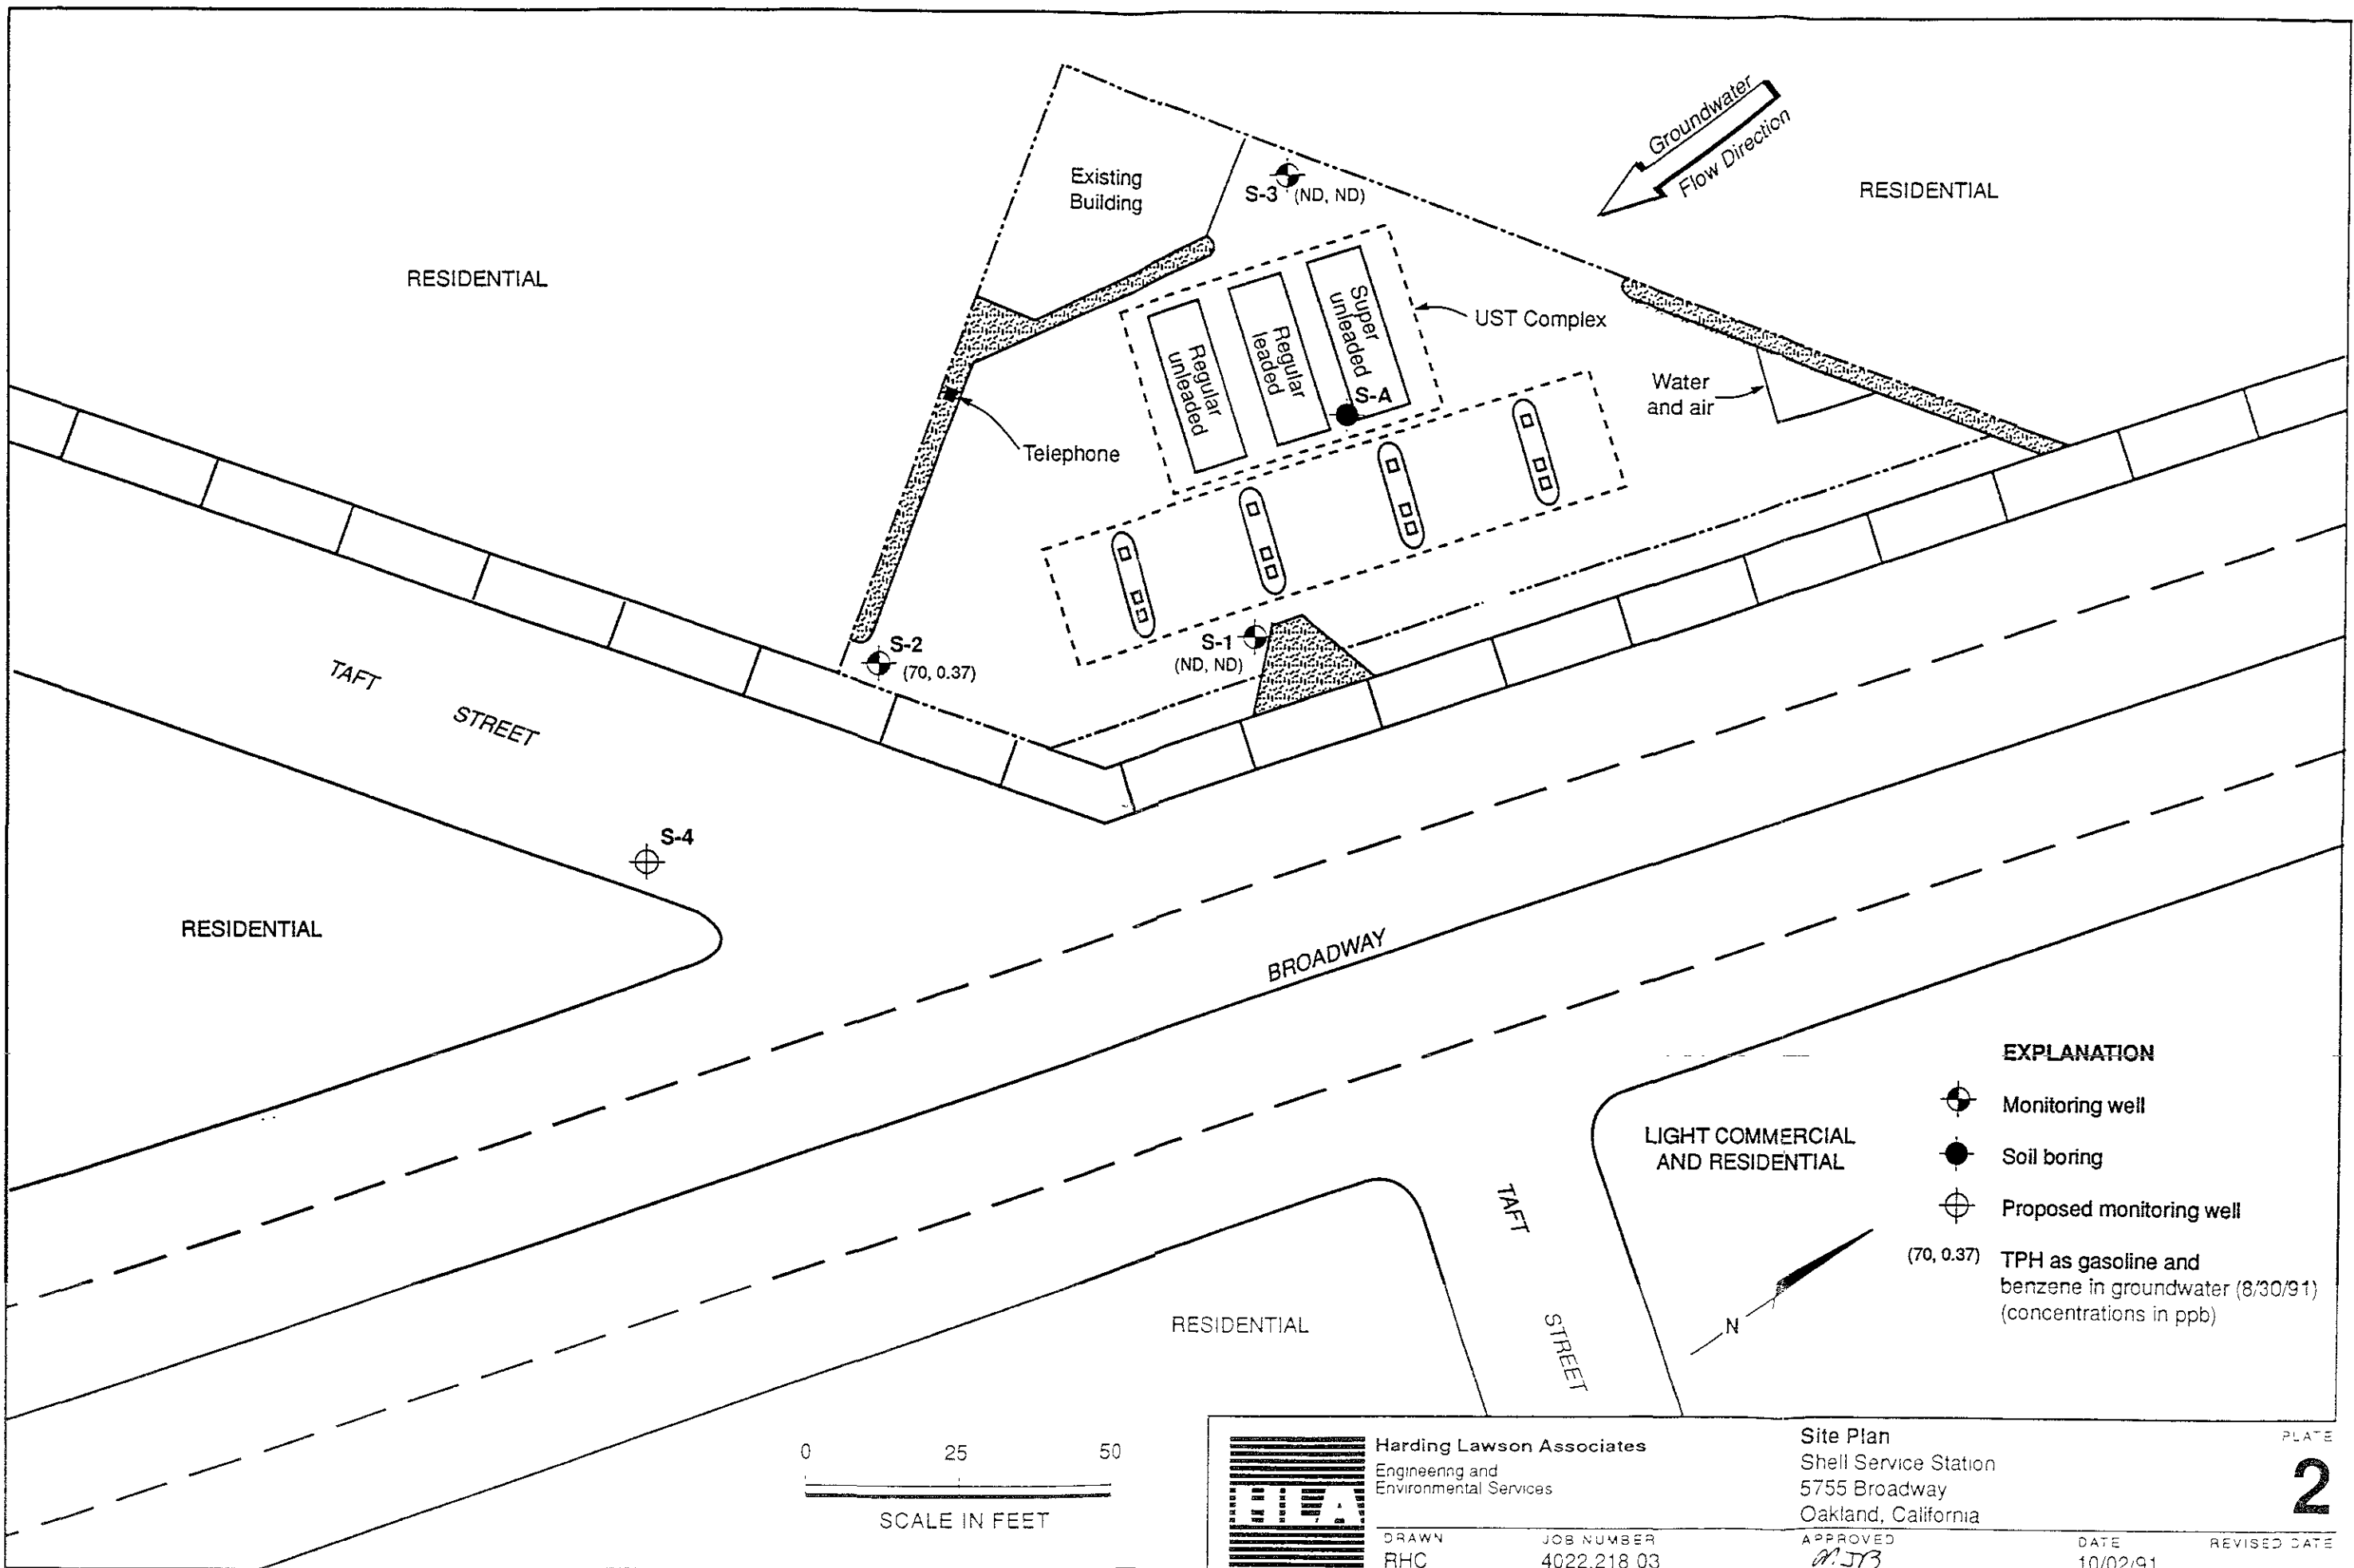 Groundwater
Flow Direction
RESIDENTIAL
Existing
Building
S-3 (ND, ND)
RESIDENTIAL
Super
unleaded
Regular
leaded
Regular
unleaded
UST Complex
S-A
Water
and air
Telephone
S-1
(ND, ND)
S-2
(70, 0.37)
TAFT
STREET
S-4
RESIDENTIAL
BROADWAY
EXPLANATION
Monitoring well
Soil boring
Proposed monitoring well
(70, 0.37) TPH as gasoline and
benzene in groundwater (8/30/91)
(concentrations in ppb)
LIGHT COMMERCIAL
AND RESIDENTIAL
TAFT
STREET
N
RESIDENTIAL
0 25 50
SCALE IN FEET
HLA
Harding Lawson Associates
Engineering and
Environmental Services
Site Plan
Shell Service Station
5755 Broadway
Oakland, California
PLATE
2
DRAWN
RHC
JOB NUMBER
4022,218 03
APPROVED
DATE
10/02/91
REVISED DATE